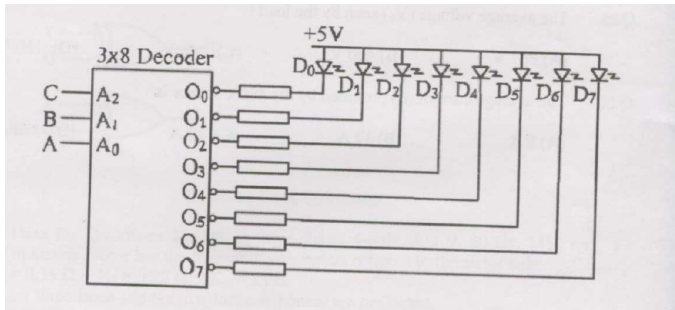 +5V
3x8 Decoder
D₀ D₁ D₂ D₃ D₄ D₅ D₆ D₇
C A₂ O₀
B A₁ O₁
A A₀ O₂
O₃
O₄
O₅
O₆
O₇